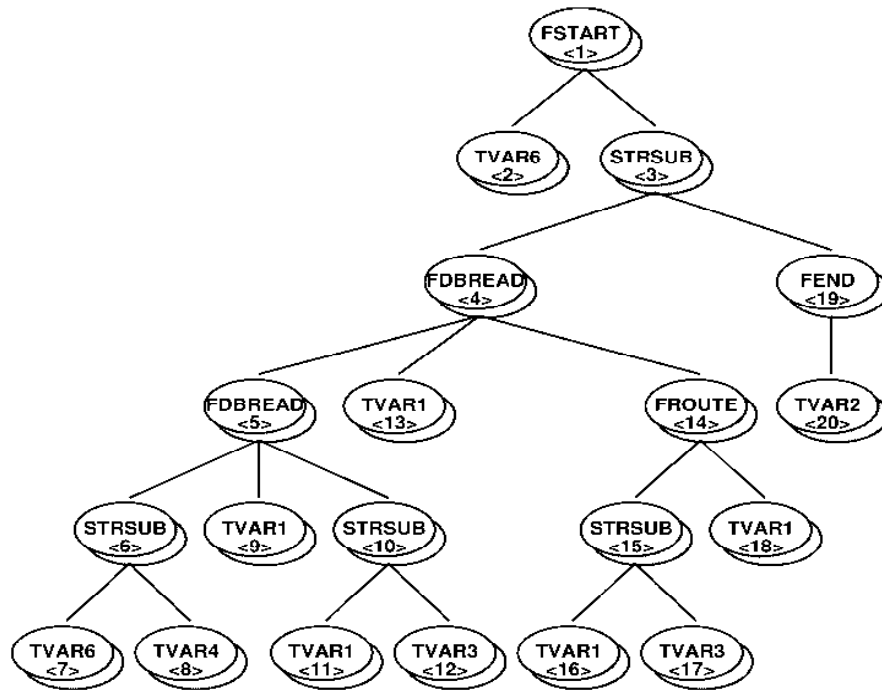 FSTART
<1>
TVAR6
<2>
STRSUB
<3>
FDBREAD
<4>
FEND
<19>
FDBREAD
<5>
TVAR1
<13>
FROUTE
<14>
TVAR2
<20>
STRSUB
<6>
TVAR1
<9>
STRSUB
<10>
STRSUB
<15>
TVAR1
<18>
TVAR6
<7>
TVAR4
<8>
TVAR1
<11>
TVAR3
<12>
TVAR1
<16>
TVAR3
<17>